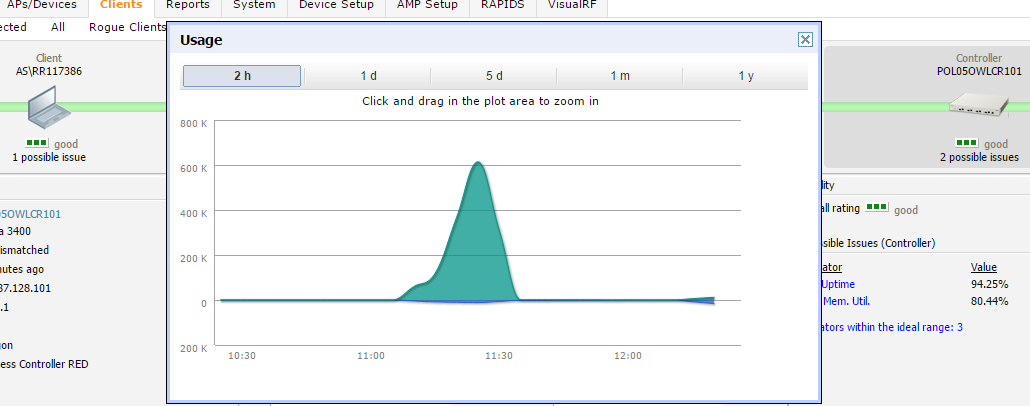 APs/Devices Clients Reports System Device Setup AMP Setup RAPIDS VisualRF
All Rogue Clients
Usage
Client
AS\RR117386
good
1 possible issue
Controller
POL05OWLCR101
good
2 possible issues
2 h 1 d 5 d 1 m 1 y
Click and drag in the plot area to zoom in
800 K
600 K
400 K
200 K
0
200 K
10:30 11:00 11:30 12:00
05OWLCR101
a 3400
ismatched
nutes ago
37.128.101
.1
gon
ess Controller RED
lity
all rating good
sible Issues (Controller)
ator Value
Uptime 94.25%
Mem. Util. 80.44%
ators within the ideal range: 3